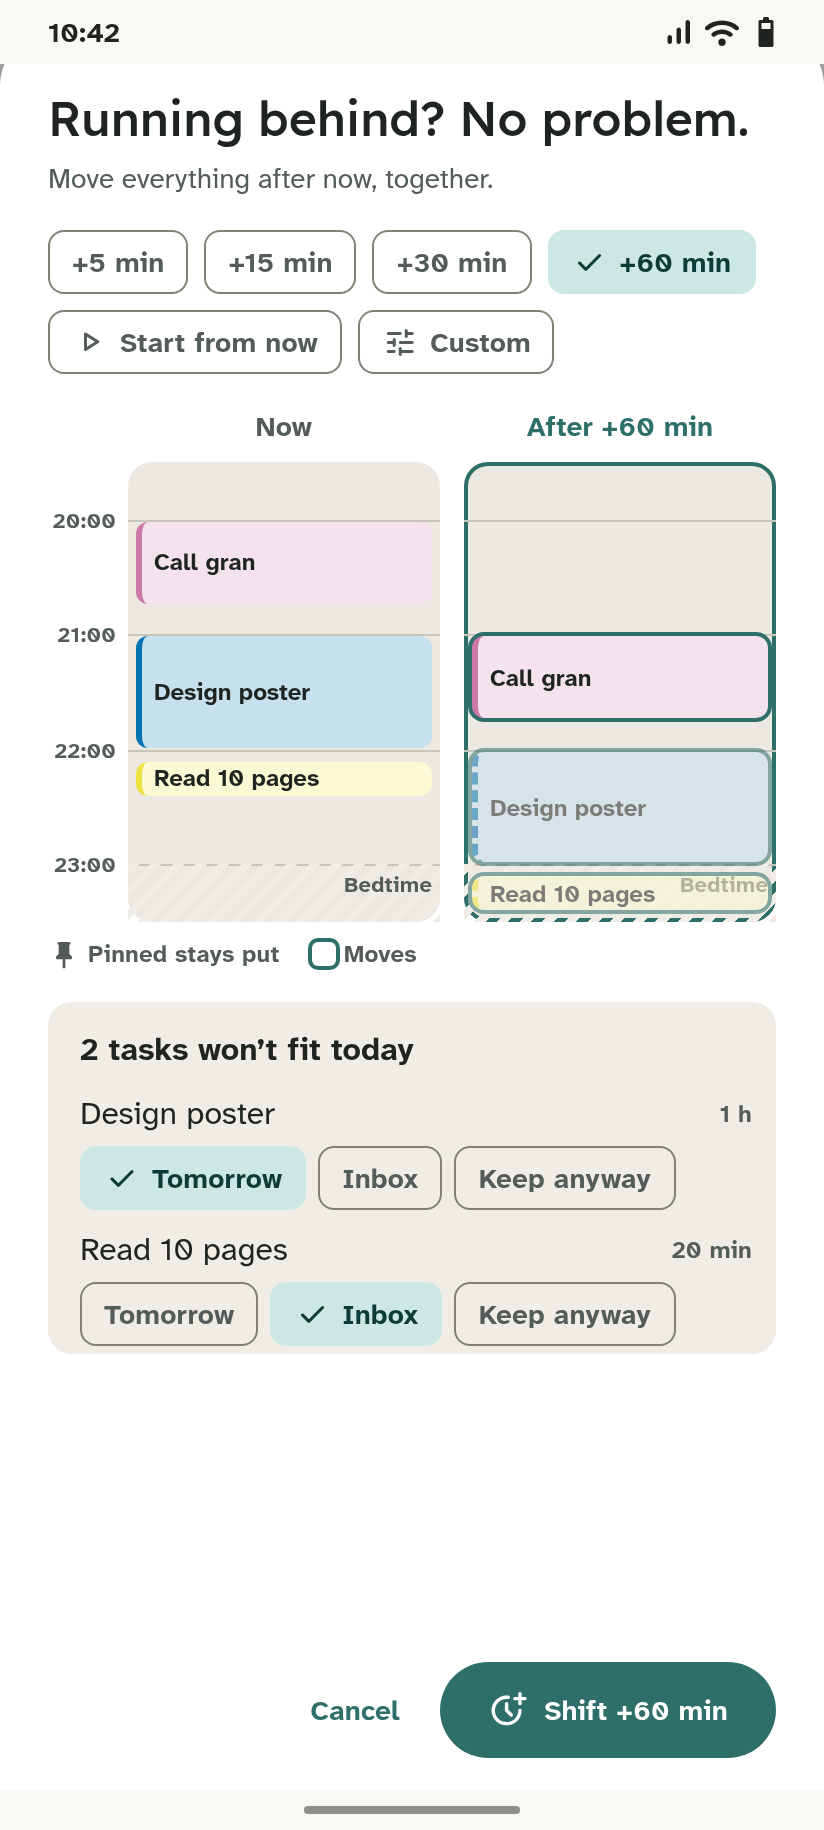 10:42
Running behind? No problem.
Move everything after now, together.
+5 min
+15 min
+30 min
+60 min
Start from now
Custom
Now
After +60 min
20:00
Call gran
21:00
Design poster
Call gran
22:00
Read 10 pages
Design poster
23:00
Bedtime
Read 10 pages
Bedtime
Pinned stays put
Moves
2 tasks won’t fit today
Design poster
1 h
Tomorrow
Inbox
Keep anyway
Read 10 pages
20 min
Tomorrow
Inbox
Keep anyway
Cancel
Shift +60 min